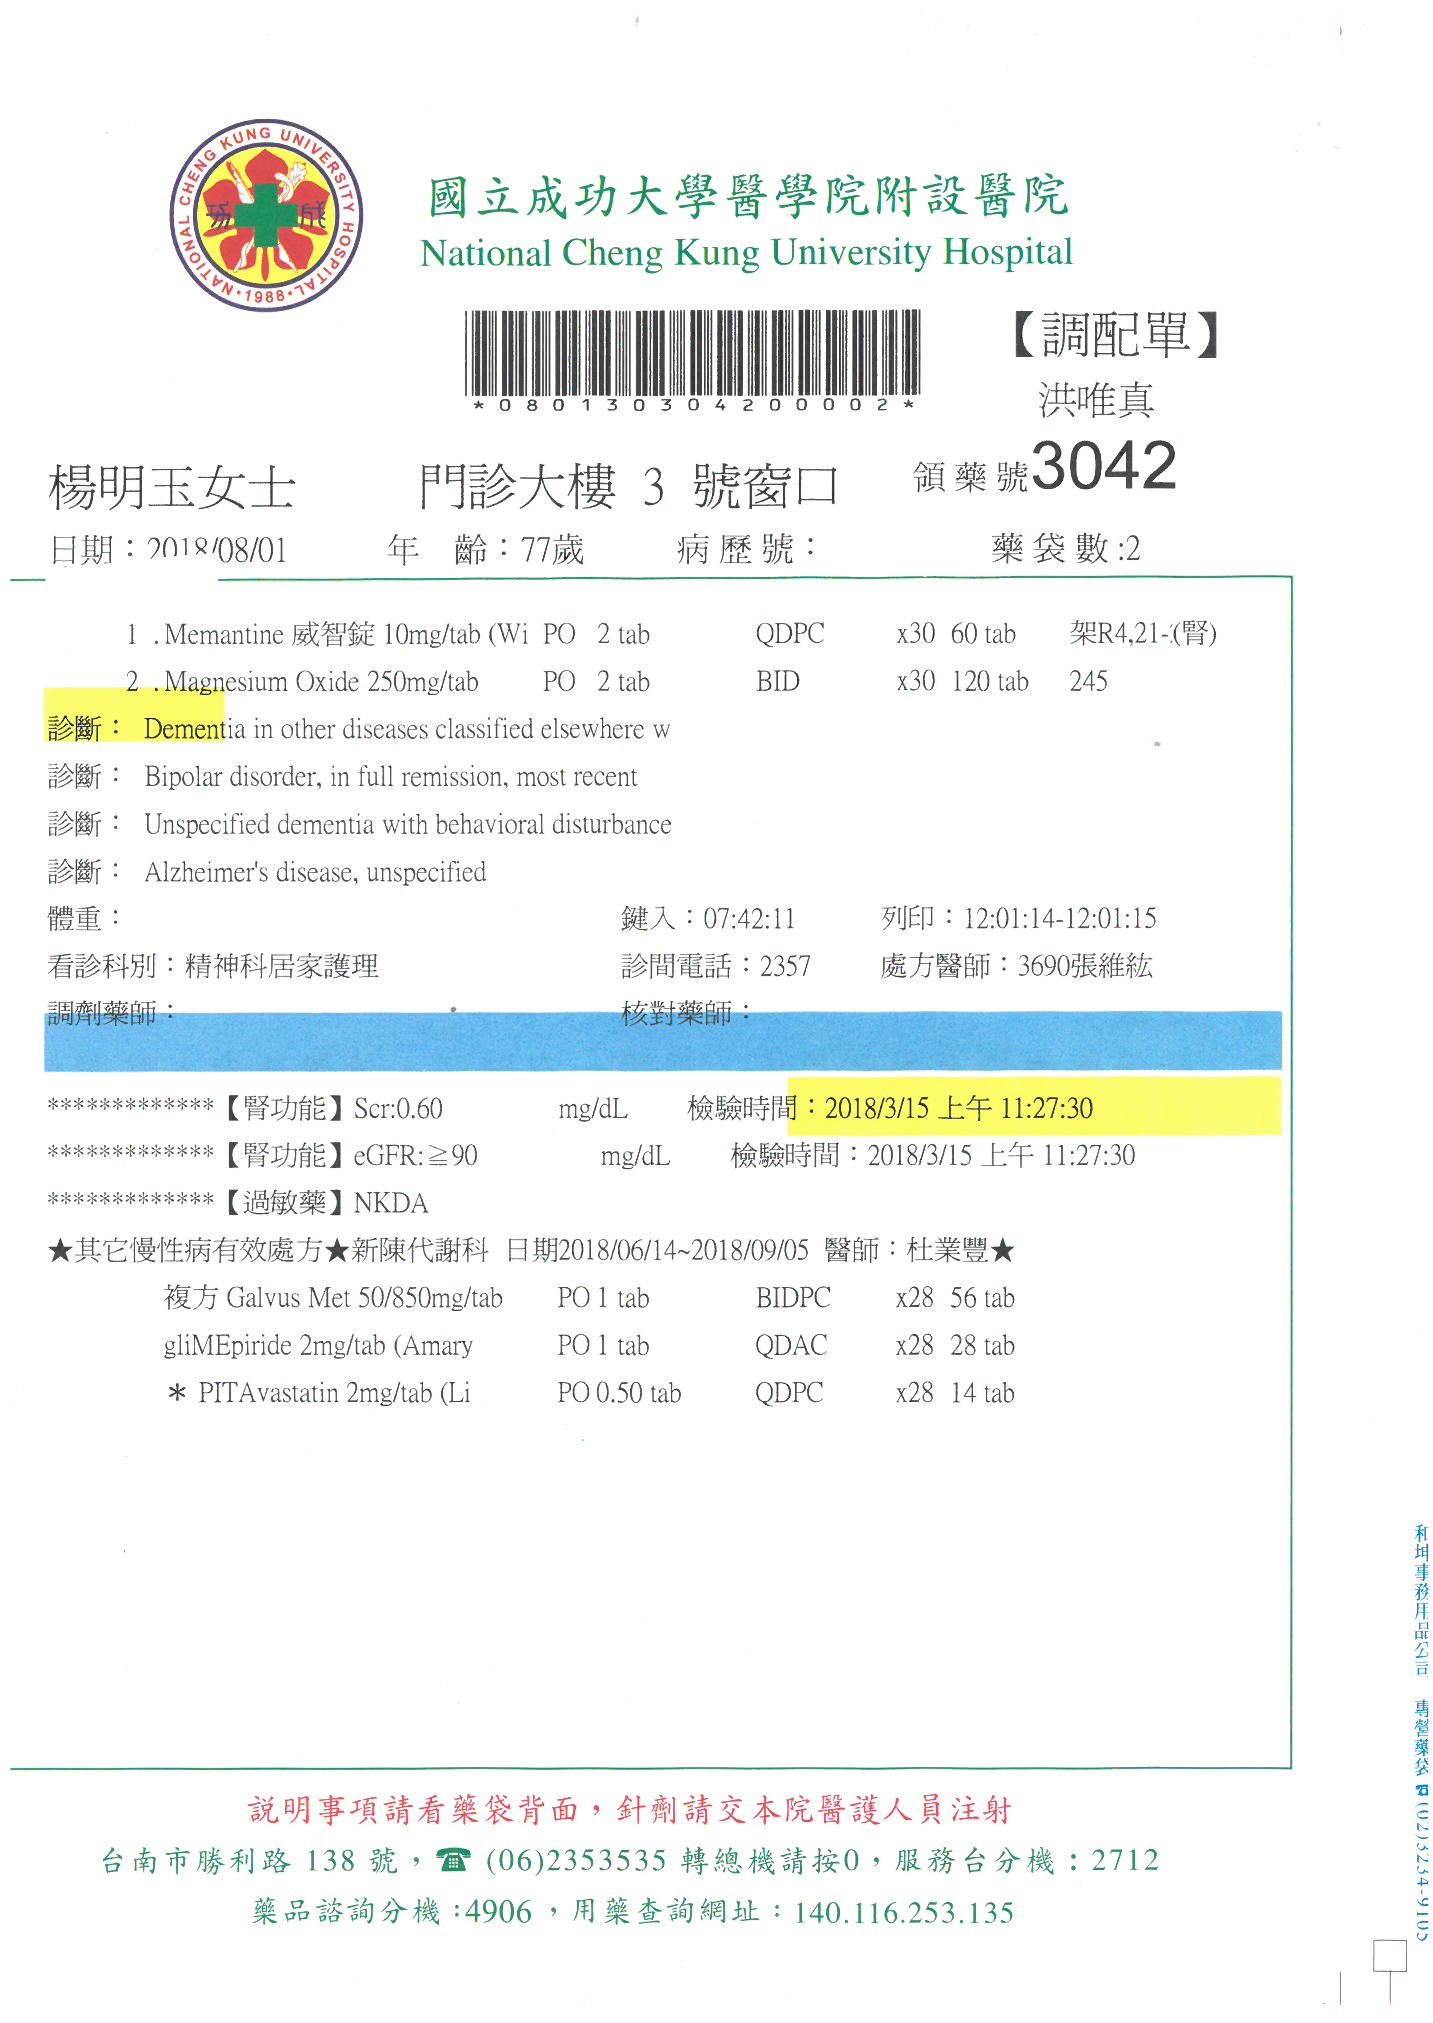 NATIONAL CHENG KUNG UNIVERSITY HOSPITAL
·1988·
成功
國立成功大學醫學院附設醫院
National Cheng Kung University Hospital
*080130304200002*
【調配單】
洪唯真
楊明玉女士 門診大樓 3 號窗口 領藥號3042
日期：2018/08/01 年 齡：77歲 病歷號： 藥袋數:2
1 .Memantine 威智錠 10mg/tab (Wi PO 2 tab QDPC x30 60 tab 架R4,21-:(腎)
2 .Magnesium Oxide 250mg/tab PO 2 tab BID x30 120 tab 245
診斷： Dementia in other diseases classified elsewhere w
診斷： Bipolar disorder, in full remission, most recent
診斷： Unspecified dementia with behavioral disturbance
診斷： Alzheimer's disease, unspecified
體重： 鍵入：07:42:11 列印：12:01:14-12:01:15
看診科別：精神科居家護理 診間電話：2357 處方醫師：3690張維紘
調劑藥師： 核對藥師：
*************【腎功能】Scr:0.60 mg/dL 檢驗時間：2018/3/15 上午 11:27:30
*************【腎功能】eGFR:≧90 mg/dL 檢驗時間：2018/3/15 上午 11:27:30
*************【過敏藥】NKDA
★其它慢性病有效處方★新陳代謝科 日期2018/06/14~2018/09/05 醫師：杜業豐★
複方 Galvus Met 50/850mg/tab PO 1 tab BIDPC x28 56 tab
gliMEpiride 2mg/tab (Amary PO 1 tab QDAC x28 28 tab
＊ PITAvastatin 2mg/tab (Li PO 0.50 tab QDPC x28 14 tab
說明事項請看藥袋背面，針劑請交本院醫護人員注射
台南市勝利路 138 號，☎ (06)2353535 轉總機請按0，服務台分機：2712
藥品諮詢分機:4906，用藥查詢網址：140.116.253.135
和坤事務用品公司 專營藥袋☎(02)3234-9105